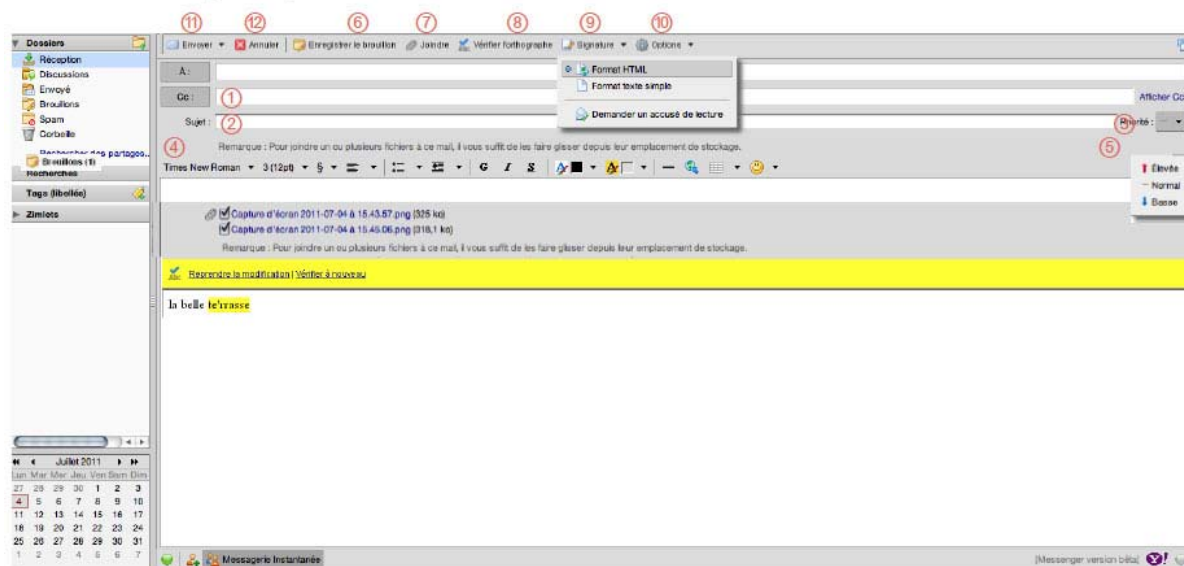 ⑪ ⑫ ⑥ ⑦ ⑧ ⑨ ⑩
Dossiers
Réception
Discussions
Envoyé
Brouillons
Spam
Corbeille
Rechercher des partages..
Brouillons (1)
Recherches
Tags (libellés)
Zimlets
Envoyer Annuler Enregistrer le brouillon Joindre Vérifier l'orthographe Signature Options
Format HTML
Format texte simple
Demander un accusé de lecture
À :
Cc : ①
Afficher Cc
Sujet : ②
③ Priorité :
④ Remarque : Pour joindre un ou plusieurs fichiers à ce mail, il vous suffit de les faire glisser depuis leur emplacement de stockage.
⑤
Times New Roman 3 (12pt) § G I S
Élevée
Normal
Basse
Capture d'écran 2011-07-04 à 15.43.57.png (325 ko)
Capture d'écran 2011-07-04 à 15.45.06.png (318,1 ko)
Remarque : Pour joindre un ou plusieurs fichiers à ce mail, il vous suffit de les faire glisser depuis leur emplacement de stockage.
ABC Reprendre la modification | Vérifier à nouveau
la belle te'rrasse
Juillet 2011
Lun Mar Mer Jeu Ven Sam Dim
27 28 29 30 1 2 3
4 5 6 7 8 9 10
11 12 13 14 15 16 17
18 19 20 21 22 23 24
25 26 27 28 29 30 31
1 2 3 4 5 6 7
Messagerie Instantanée
[Messenger version bêta] Y!